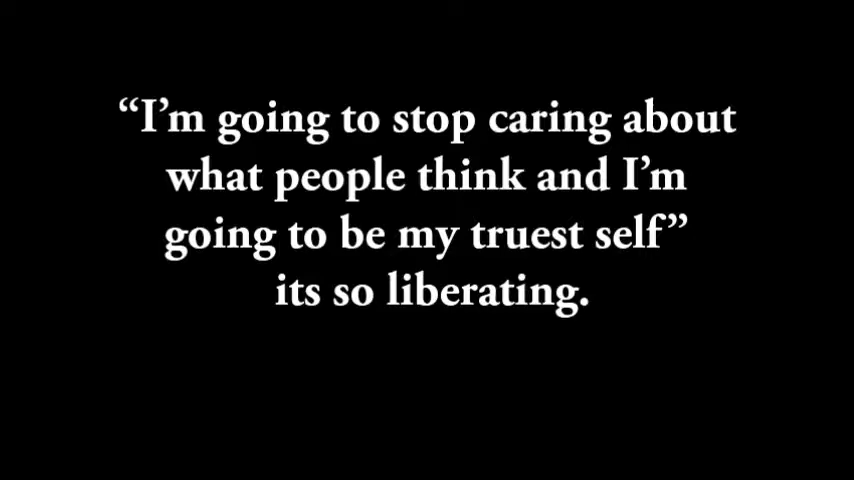 “I’m going to stop caring about
what people think and I’m
going to be my truest self”
its so liberating.